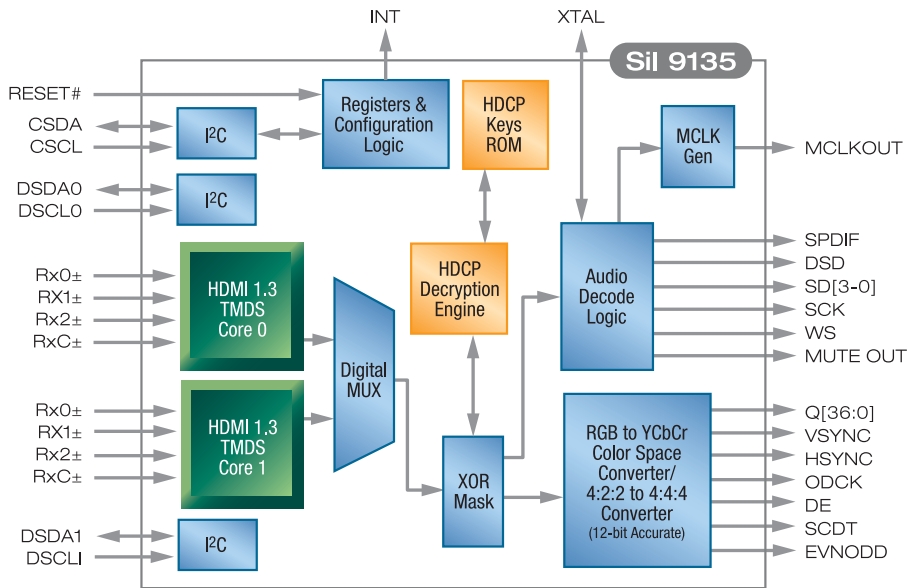 INT
XTAL
SiI 9135
RESET#
CSDA
CSCL
I²C
Registers &
Configuration
Logic
HDCP
Keys
ROM
MCLK
Gen
MCLKOUT
DSDA0
DSCL0
I²C
Rx0±
RX1±
Rx2±
RxC±
HDMI 1.3
TMDS
Core 0
Digital
MUX
HDCP
Decryption
Engine
Audio
Decode
Logic
SPDIF
DSD
SD[3-0]
SCK
WS
MUTE OUT
Rx0±
RX1±
Rx2±
RxC±
HDMI 1.3
TMDS
Core 1
XOR
Mask
RGB to YCbCr
Color Space
Converter/
4:2:2 to 4:4:4
Converter
(12-bit Accurate)
Q[36:0]
VSYNC
HSYNC
ODCK
DE
SCDT
EVNODD
DSDA1
DSCLI
I²C